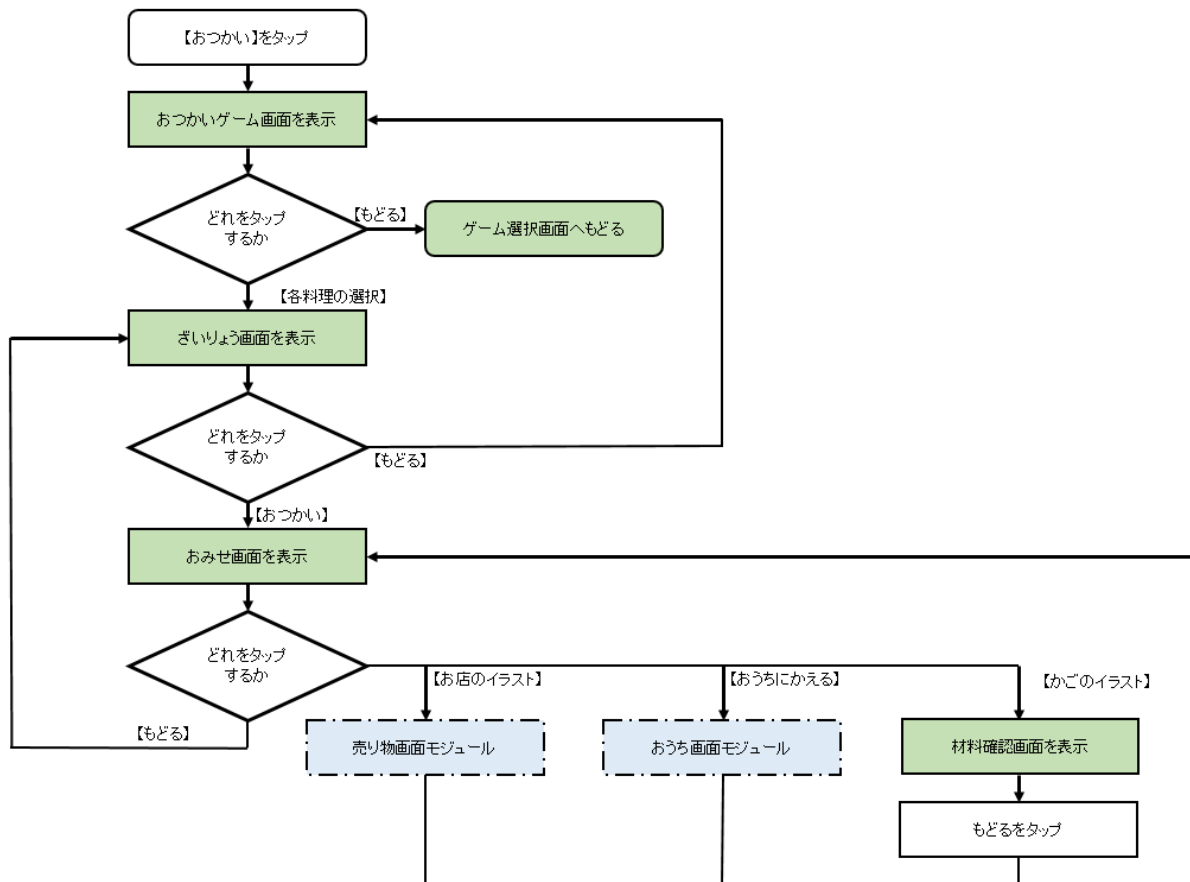 【おつかい】をタップ
おつかいゲーム画面を表示
どれをタップ
するか
【もどる】
ゲーム選択画面へもどる
【各料理の選択】
ざいりょう画面を表示
どれをタップ
するか
【もどる】
【おつかい】
おみせ画面を表示
どれをタップ
するか
【もどる】
【お店のイラスト】
【おうちにかえる】
【かごのイラスト】
売り物画面モジュール
おうち画面モジュール
材料確認画面を表示
もどるをタップ